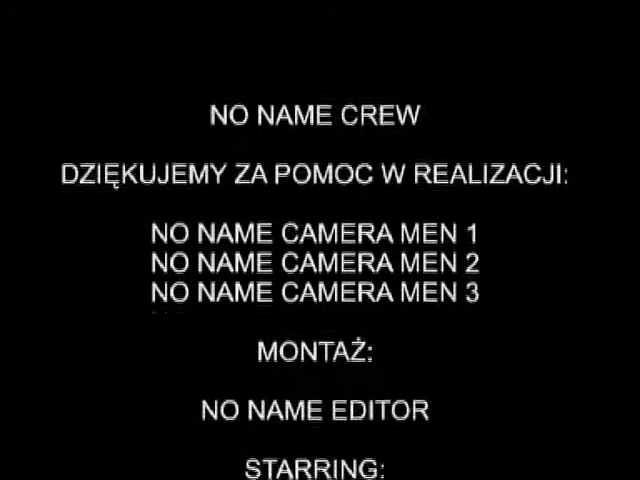 NO NAME CREW
DZIĘKUJEMY ZA POMOC W REALIZACJI:
NO NAME CAMERA MEN 1
NO NAME CAMERA MEN 2
NO NAME CAMERA MEN 3
MONTAŻ:
NO NAME EDITOR
STARRING: